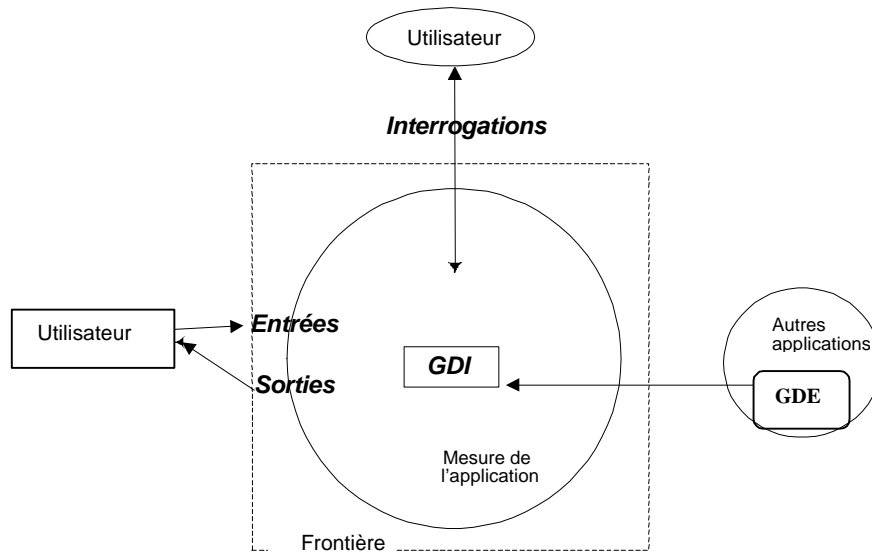 Utilisateur
Interrogations
Utilisateur
Entrées
Sorties
GDI
Autres
applications
GDE
Mesure de
l’application
Frontière